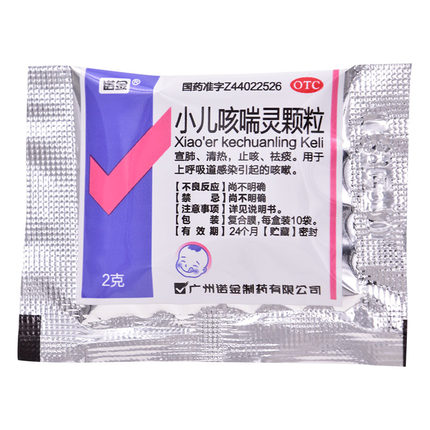 诺金
国药准字Z44022526
OTC
小儿咳喘灵颗粒
Xiao'er kechuanling Keli
宣肺、清热，止咳、祛痰。用于
上呼吸道感染引起的咳嗽。
【不良反应】尚不明确
【禁 忌】尚不明确
【注意事项】详见说明书。
【包 装】复合膜，每盒装10袋。
【有 效 期】24个月【贮藏】密封
2克
广州诺金制药有限公司